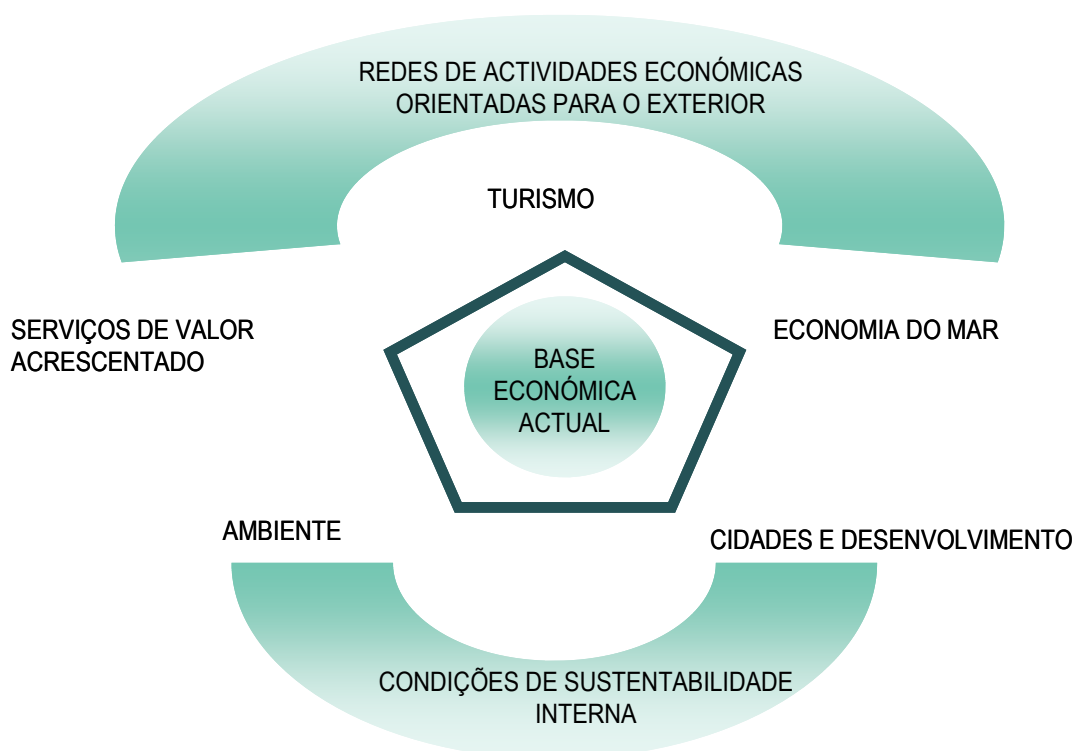 REDES DE ACTIVIDADES ECONÓMICAS
ORIENTADAS PARA O EXTERIOR
TURISMO
SERVIÇOS DE VALOR
ACRESCENTADO
ECONOMIA DO MAR
BASE
ECONÓMICA
ACTUAL
AMBIENTE
CIDADES E DESENVOLVIMENTO
CONDIÇÕES DE SUSTENTABILIDADE
INTERNA